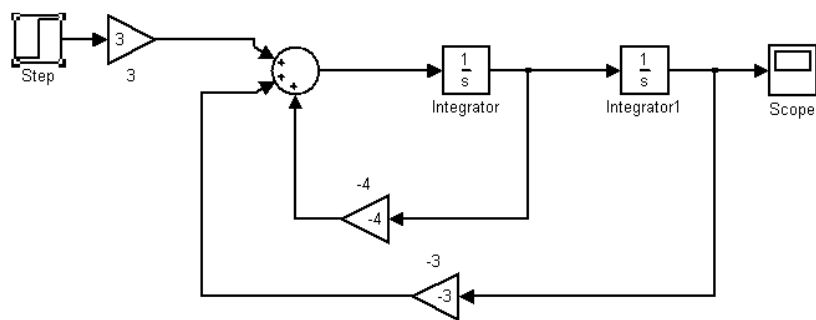 Step
3
3
+
+
+
1
s
Integrator
1
s
Integrator1
Scope
-4
-4
-3
-3